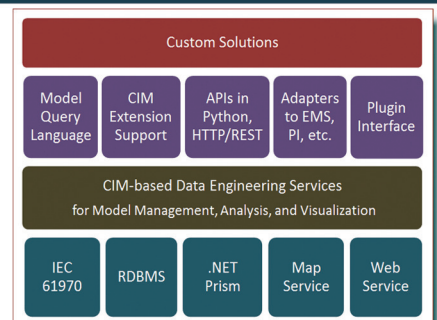 Custom Solutions
Model
Query
Language
CIM
Extension
Support
APIs in
Python,
HTTP/REST
Adapters
to EMS,
PI, etc.
Plugin
Interface
CIM-based Data Engineering Services
for Model Management, Analysis, and Visualization
IEC
61970
RDBMS
.NET
Prism
Map
Service
Web
Service